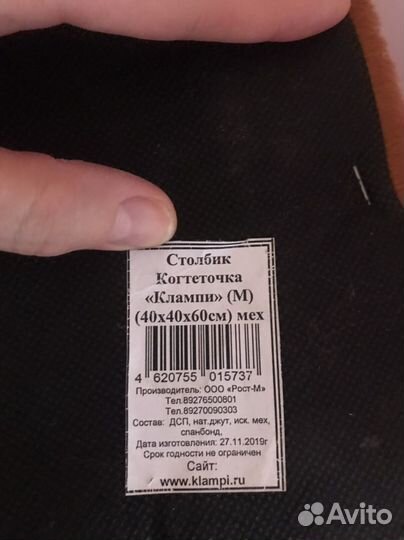 Столбик
Когтеточка
«Клампи» (М)
(40х40х60см) мех
4 620755 015737
Производитель: ООО «Рост-М»
Тел.89276500801
Тел.89270090303
Состав: ДСП, нат.джут, иск. мех,
спанбонд,
Дата изготовления: 27.11.2019г
Срок годности не ограничен
Сайт:
www.klampi.ru
Avito